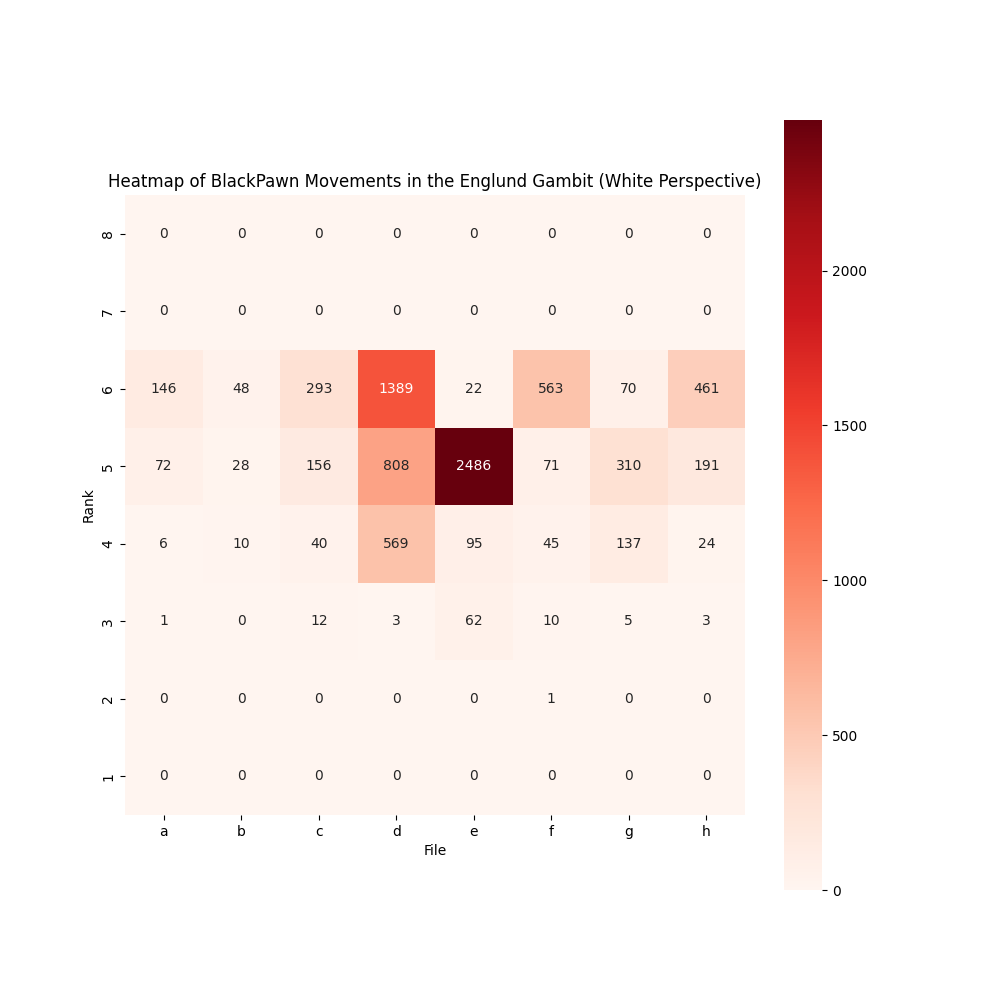 Heatmap of BlackPawn Movements in the Englund Gambit (White Perspective)
8 0 0 0 0 0 0 0 0
7 0 0 0 0 0 0 0 0
6 146 48 293 1389 22 563 70 461
5 72 28 156 808 2486 71 310 191
Rank
4 6 10 40 569 95 45 137 24
3 1 0 12 3 62 10 5 3
2 0 0 0 0 0 1 0 0
1 0 0 0 0 0 0 0 0
a b c d e f g h
File
2000
1500
1000
500
0